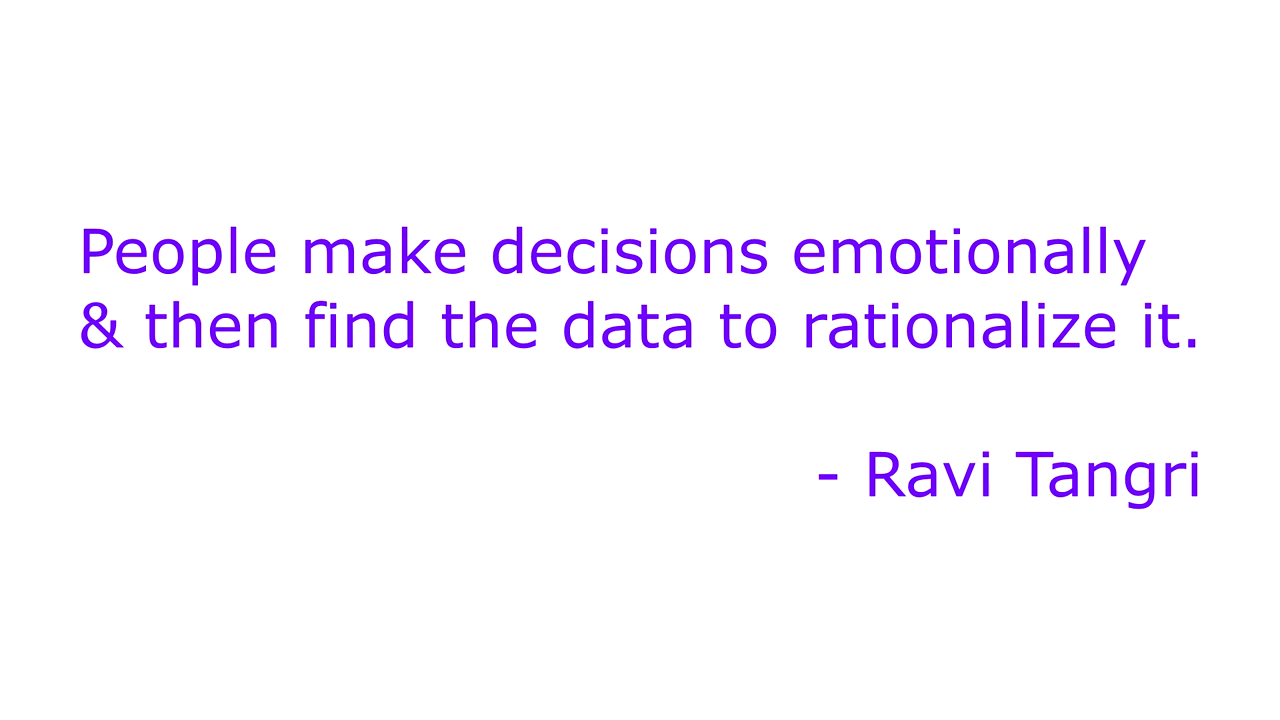 People make decisions emotionally
& then find the data to rationalize it.
- Ravi Tangri